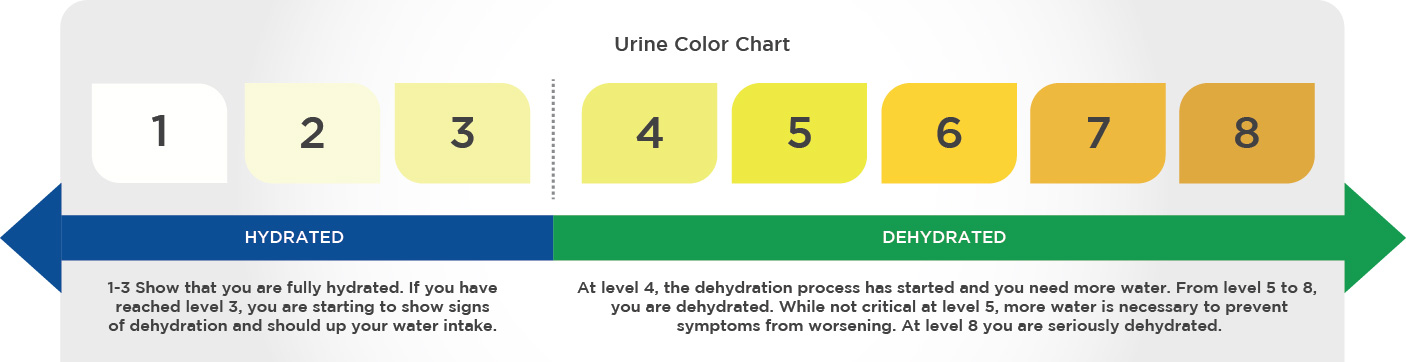 Urine Color Chart
1 2 3 4 5 6 7 8
HYDRATED
DEHYDRATED
1-3 Show that you are fully hydrated. If you have
reached level 3, you are starting to show signs
of dehydration and should up your water intake.
At level 4, the dehydration process has started and you need more water. From level 5 to 8,
you are dehydrated. While not critical at level 5, more water is necessary to prevent
symptoms from worsening. At level 8 you are seriously dehydrated.